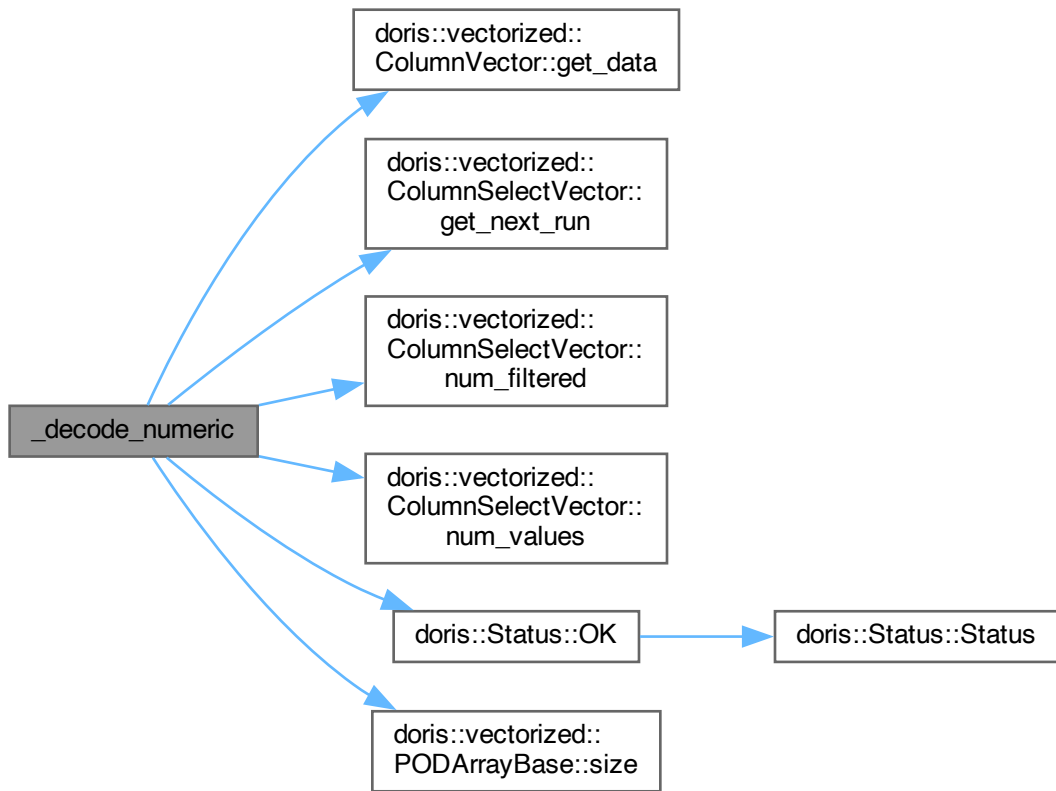 doris::vectorized::
ColumnVector::get_data
doris::vectorized::
ColumnSelectVector::
get_next_run
doris::vectorized::
ColumnSelectVector::
num_filtered
_decode_numeric
doris::vectorized::
ColumnSelectVector::
num_values
doris::Status::OK
doris::Status::Status
doris::vectorized::
PODArrayBase::size